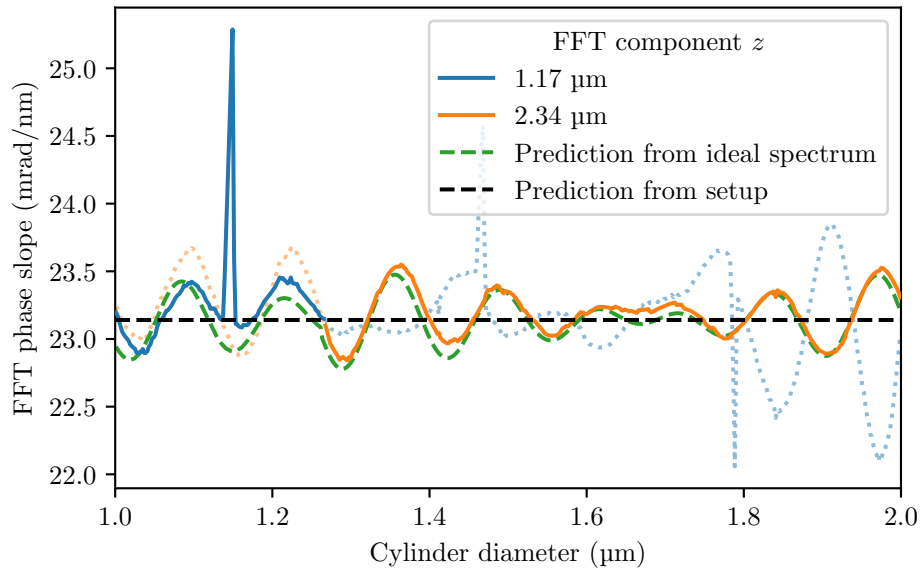 FFT component z
1.17 µm
2.34 µm
Prediction from ideal spectrum
Prediction from setup
FFT phase slope (mrad/nm)
25.0
24.5
24.0
23.5
23.0
22.5
22.0
1.0
1.2
1.4
1.6
1.8
2.0
Cylinder diameter (µm)